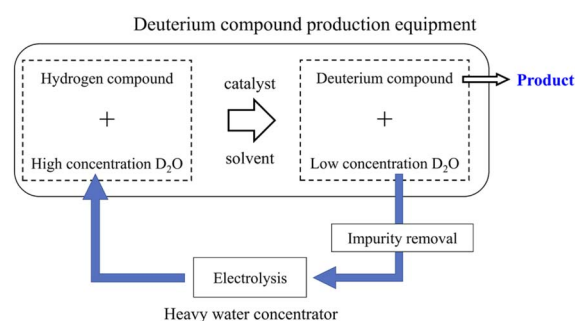 Deuterium compound production equipment
Hydrogen compound
+
High concentration D₂O
catalyst
solvent
Deuterium compound
+
Low concentration D₂O
Product
Impurity removal
Electrolysis
Heavy water concentrator